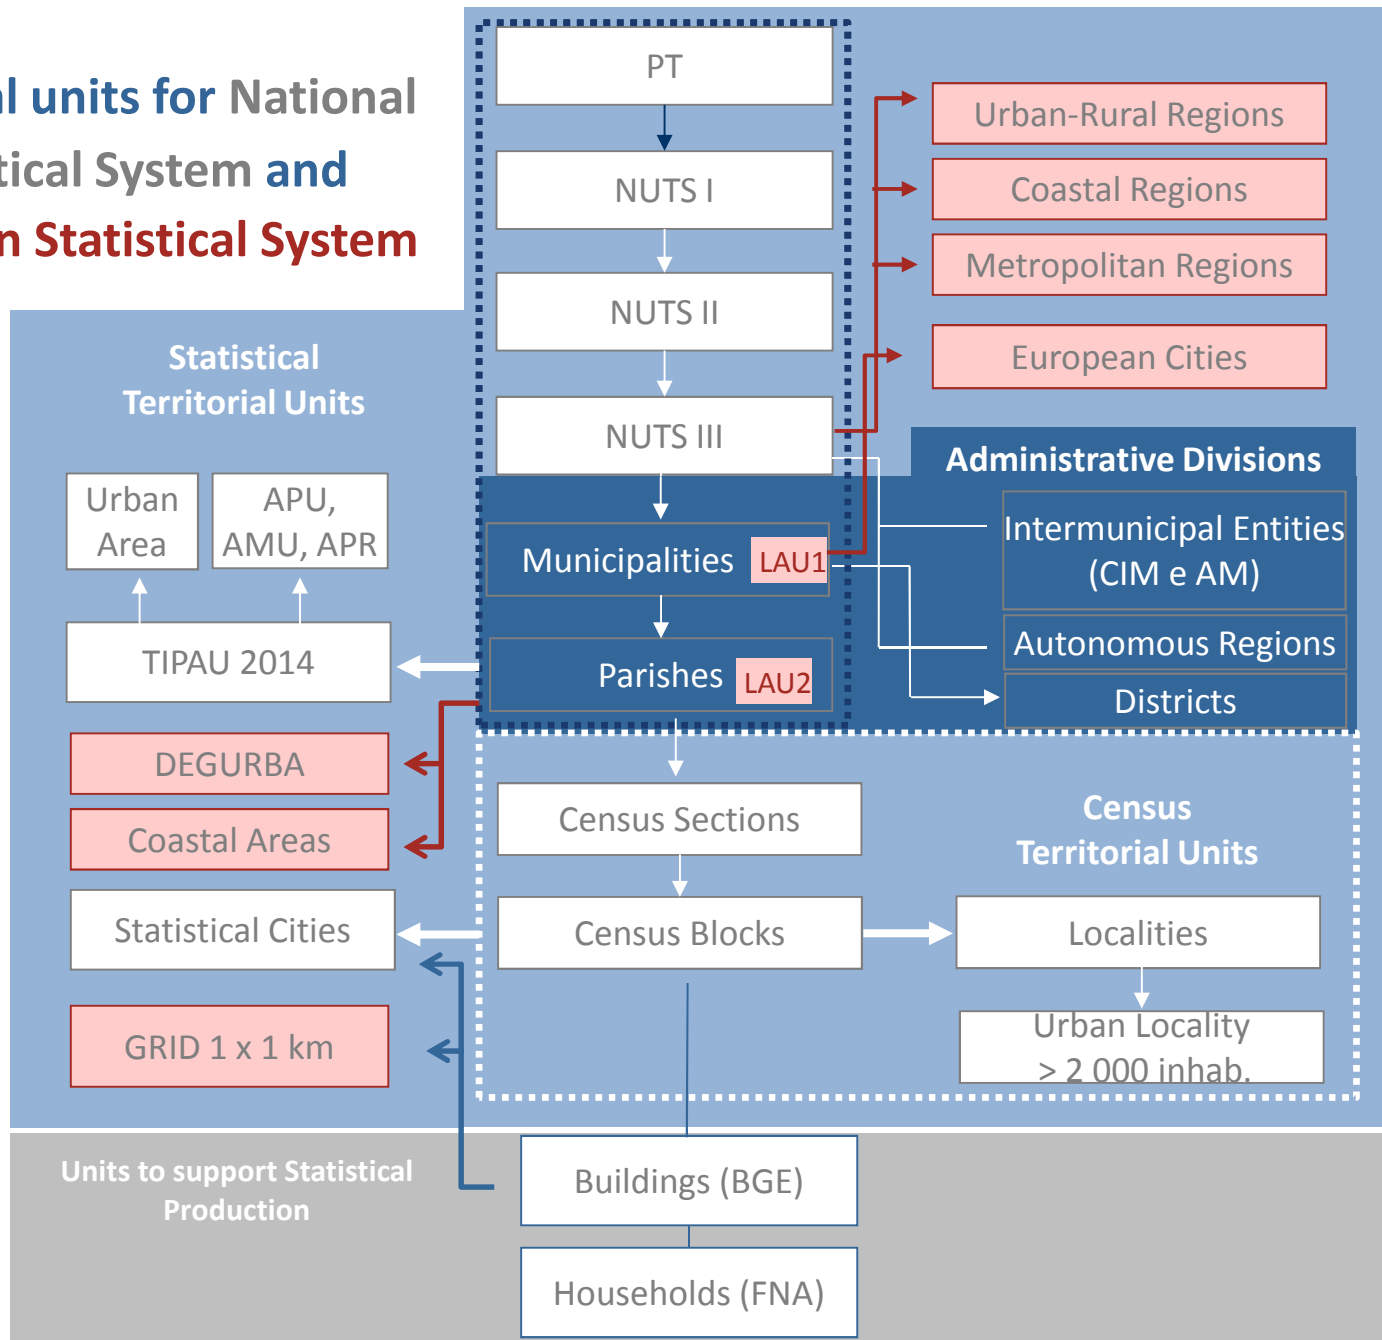 units for National
System and
Statistical System
PT
NUTS I
NUTS II
NUTS III
Urban-Rural Regions
Coastal Regions
Metropolitan Regions
European Cities
Statistical
Territorial Units
Urban
Area
APU,
AMU, APR
TIPAU 2014
DEGURBA
Coastal Areas
Statistical Cities
GRID 1 x 1 km
Administrative Divisions
Municipalities LAU1
Parishes LAU2
Intermunicipal Entities
(CIM e AM)
Autonomous Regions
Districts
Census Sections
Census Blocks
Census
Territorial Units
Localities
Urban Locality
> 2 000 inhab.
Units to support Statistical
Production
Buildings (BGE)
Households (FNA)